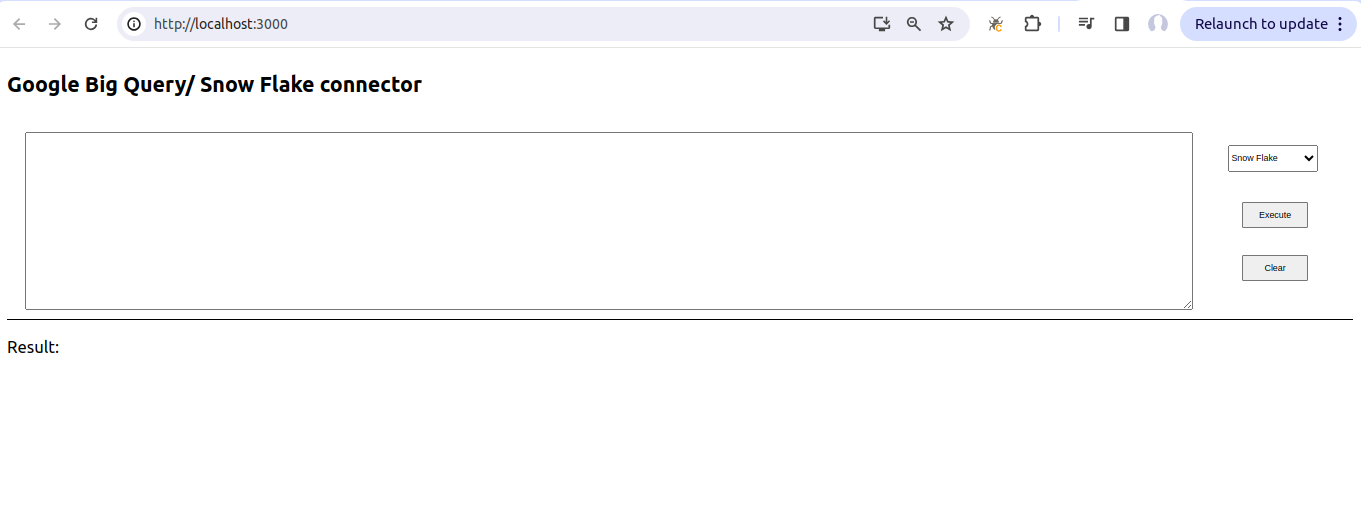 http://localhost:3000
Relaunch to update
Google Big Query/ Snow Flake connector
Snow Flake
Execute
Clear
Result: